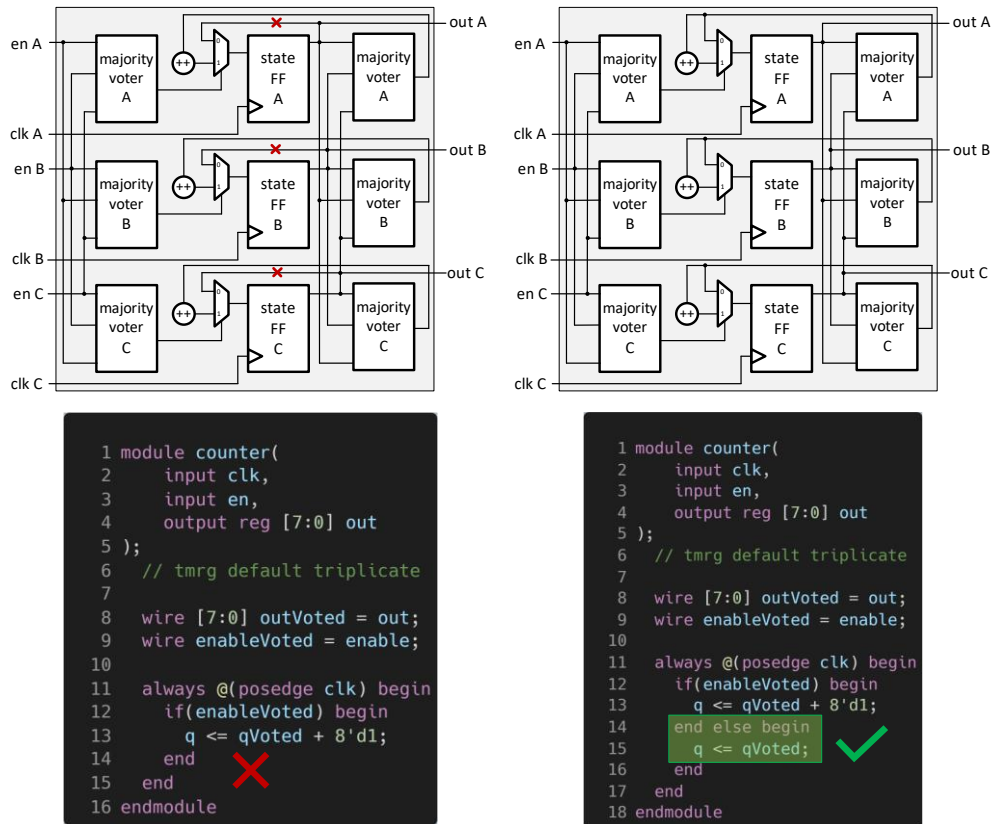 out A
en A
majority
voter
A
++
0
1
state
FF
A
majority
voter
A
clk A
out B
en B
majority
voter
B
++
0
1
state
FF
B
majority
voter
B
clk B
out C
en C
majority
voter
C
++
0
1
state
FF
C
majority
voter
C
clk C
out A
en A
majority
voter
A
++
0
1
state
FF
A
majority
voter
A
clk A
out B
en B
majority
voter
B
++
0
1
state
FF
B
majority
voter
B
clk B
out C
en C
majority
voter
C
++
0
1
state
FF
C
majority
voter
C
clk C
1 module counter(
2     input clk,
3     input en,
4     output reg [7:0] out
5 );
6   // tmrg default triplicate
7
8   wire [7:0] outVoted = out;
9   wire enableVoted = enable;
10
11   always @(posedge clk) begin
12     if(enableVoted) begin
13       q <= qVoted + 8'd1;
14     end
15   end
16 endmodule
1 module counter(
2     input clk,
3     input en,
4     output reg [7:0] out
5 );
6   // tmrg default triplicate
7
8   wire [7:0] outVoted = out;
9   wire enableVoted = enable;
10
11   always @(posedge clk) begin
12     if(enableVoted) begin
13       q <= qVoted + 8'd1;
14     end else begin
15       q <= qVoted;
16     end
17   end
18 endmodule